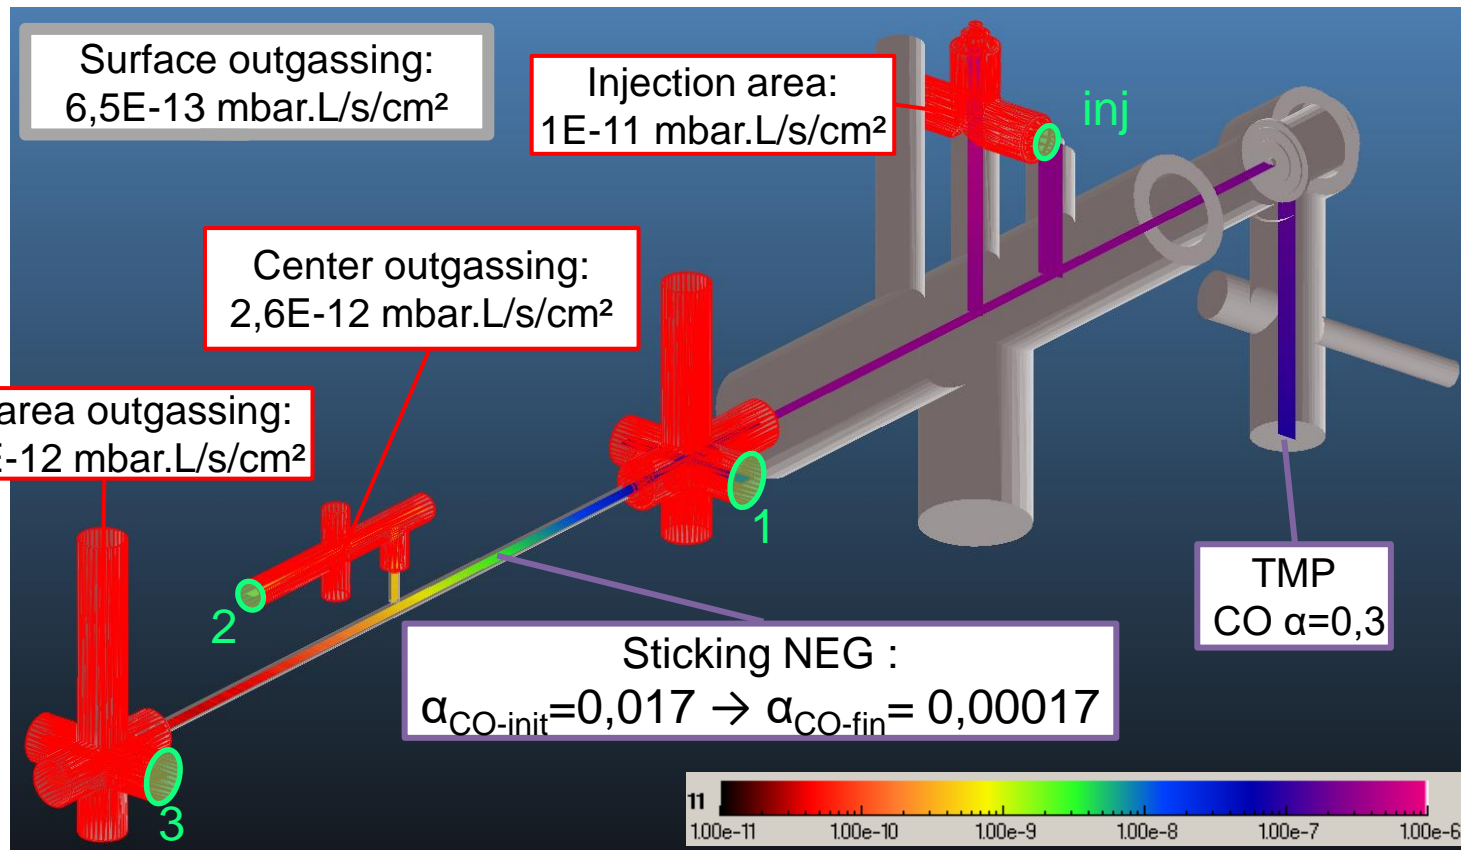 Surface outgassing:
6,5E-13 mbar.L/s/cm²
Injection area:
1E-11 mbar.L/s/cm²
inj
Center outgassing:
2,6E-12 mbar.L/s/cm²
area outgassing:
E-12 mbar.L/s/cm²
1
2
TMP
CO α=0,3
Sticking NEG :
αCO-init=0,017 → αCO-fin= 0,00017
3
11
1.00e-11 1.00e-10 1.00e-9 1.00e-8 1.00e-7 1.00e-6